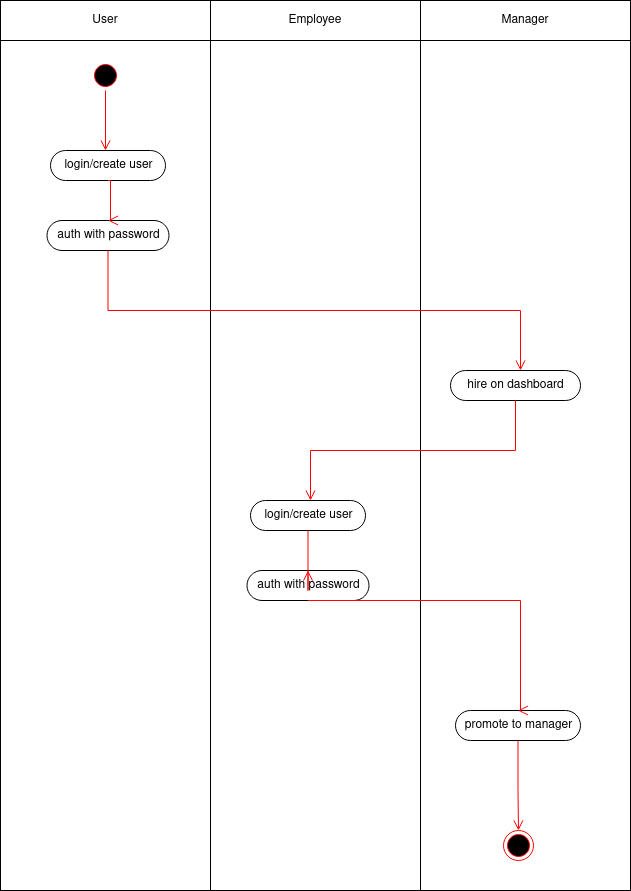 User
Employee
Manager
login/create user
auth with password
hire on dashboard
login/create user
auth with password
promote to manager